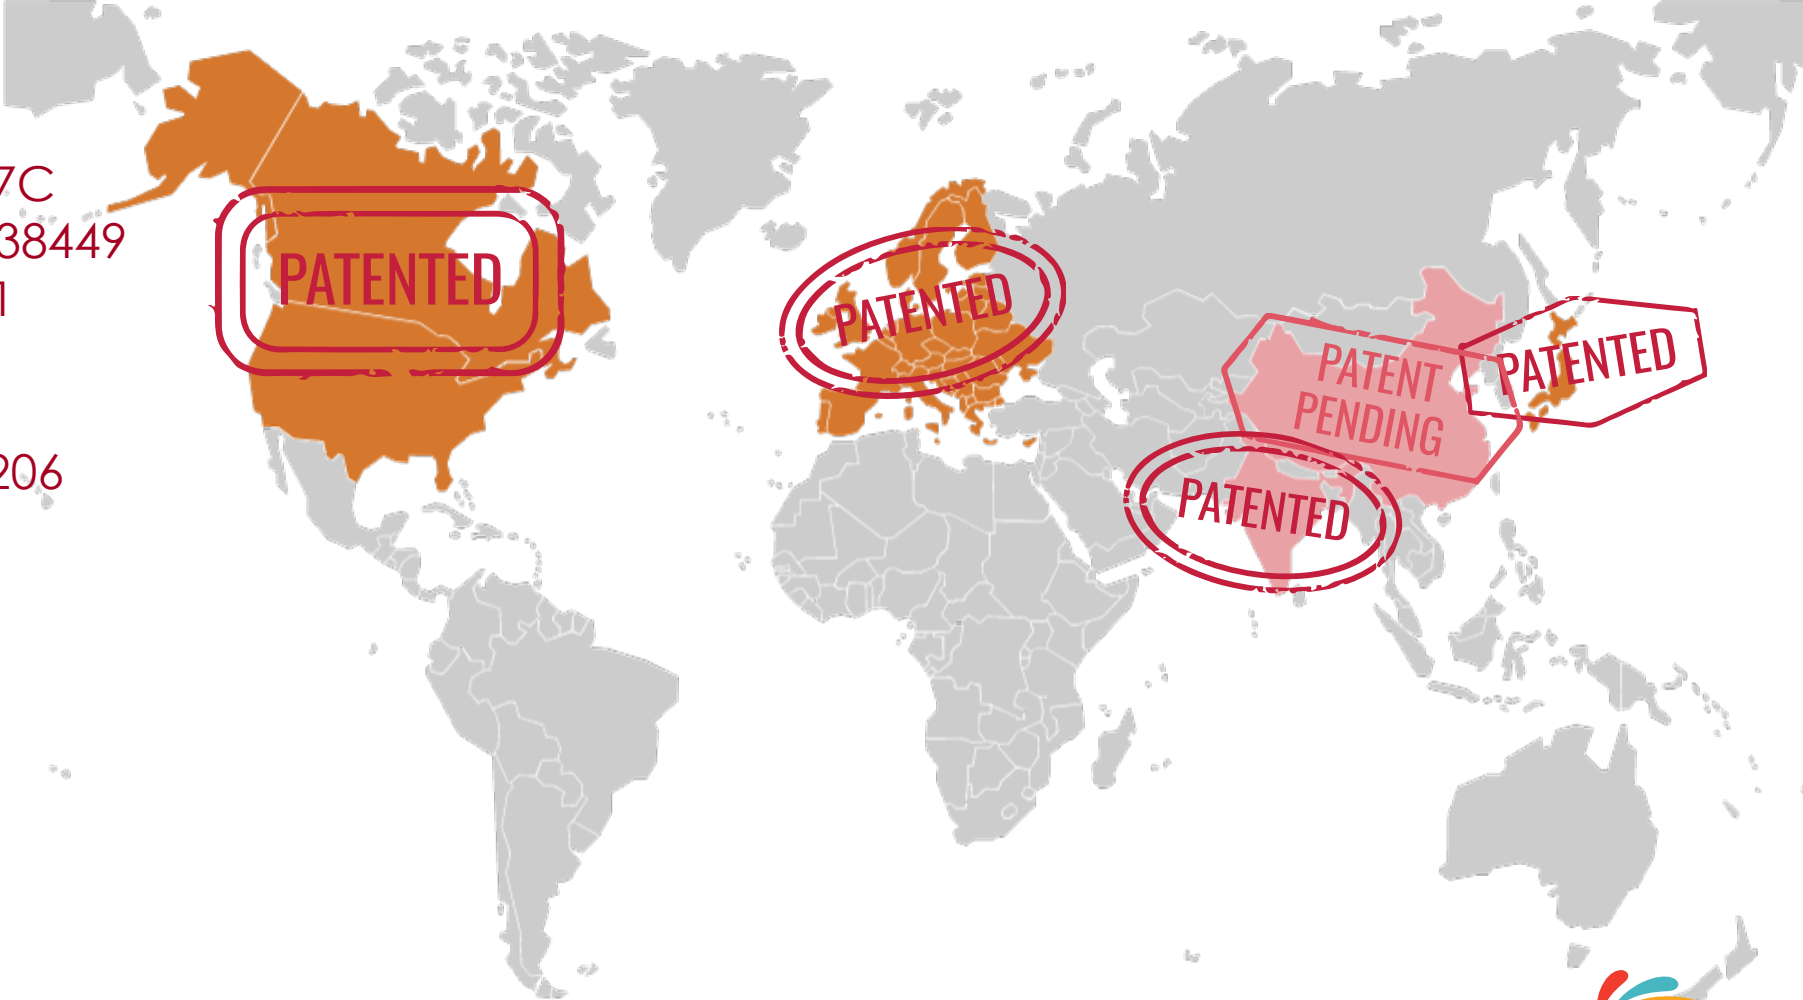 7C
38449
1
206
PATENTED
PATENTED
PATENT
PENDING
PATENTED
PATENTED